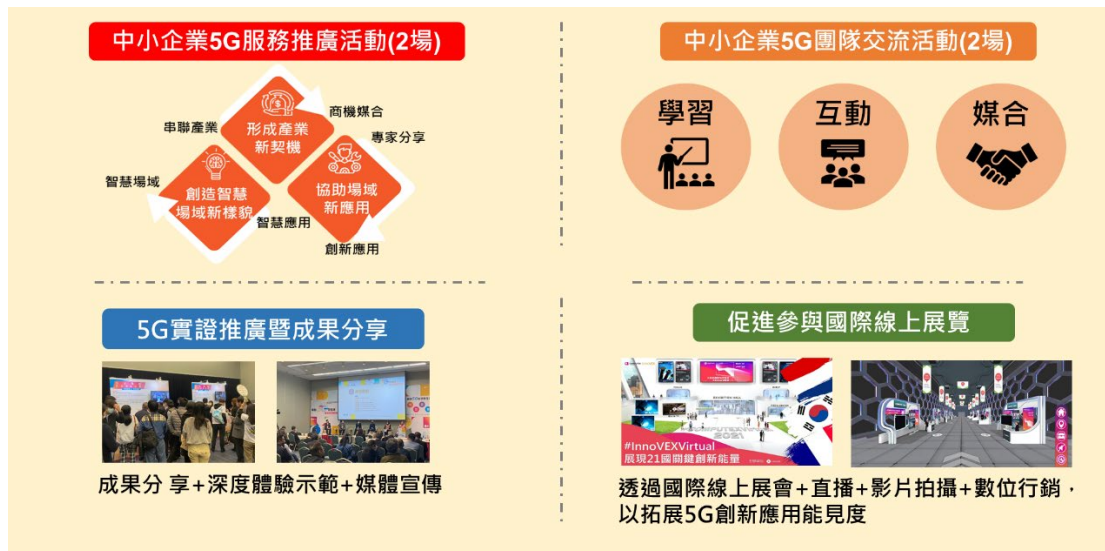 中小企業5G服務推廣活動(2場)
商機媒合
串聯產業
形成產業
新契機
專家分享
智慧場域
創造智慧
場域新樣貌
協助場域
新應用
智慧應用
創新應用
中小企業5G團隊交流活動(2場)
學習
互動
媒合
5G實證推廣暨成果分享
成果分 享+深度體驗示範+媒體宣傳
促進參與國際線上展覽
2021
#InnoVEXVirtual
展現21國關鍵創新能量
透過國際線上展會+直播+影片拍攝+數位行銷，
以拓展5G創新應用能見度